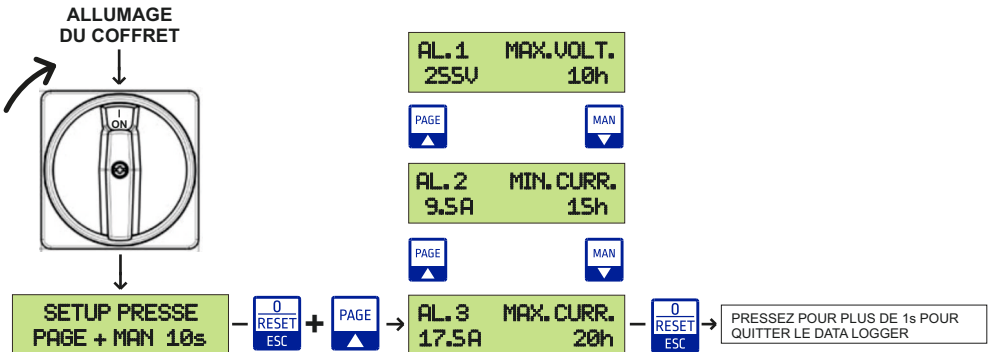 ALLUMAGE
DU COFFRET
I
ON
AL.1 MAX.VOLT.
255V 10h
PAGE
MAN
AL.2 MIN.CURR.
9.5A 15h
PAGE
MAN
SETUP PRESSE
PAGE + MAN 10s
–
0
RESET
ESC
+
PAGE
AL.3 MAX.CURR.
17.5A 20h
–
0
RESET
ESC
PRESSEZ POUR PLUS DE 1s POUR
QUITTER LE DATA LOGGER